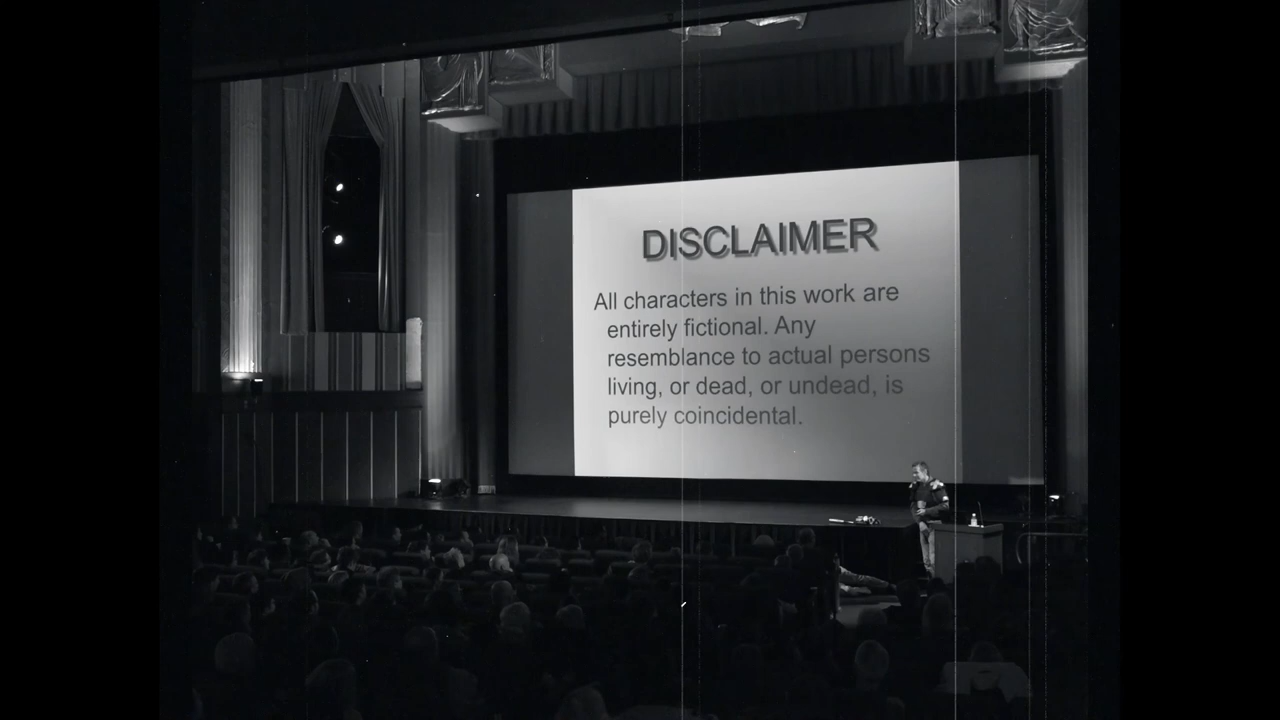 DISCLAIMER
All characters in this work are
entirely fictional. Any
resemblance to actual persons
living, or dead, or undead, is
purely coincidental.